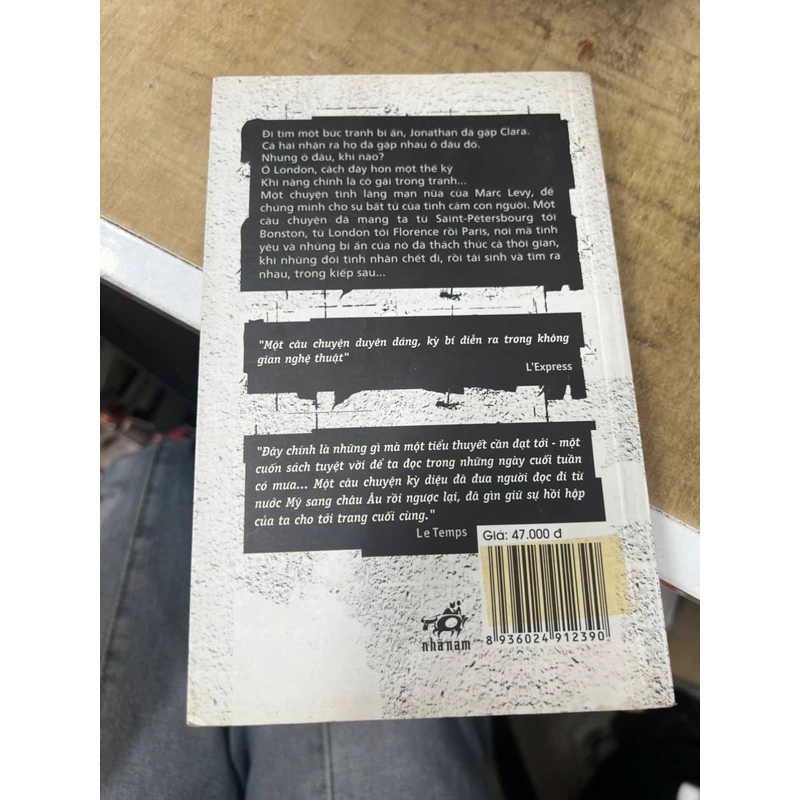 Đi tìm một bức tranh bí ẩn, Jonathan đã gặp Clara.
Cả hai nhận ra họ đã gặp nhau ở đâu đó.
Nhưng ở đâu, khi nào?
Ở London, cách đây hơn một thế kỷ
Khi nàng chính là cô gái trong tranh...
Một chuyện tình lãng mạn nữa của Marc Levy, để
chứng minh cho sự bất tử của tình cảm con người. Một
câu chuyện đã mang ta từ Saint-Pétersbourg tới
Bonston, từ London tới Florence rồi Paris, nơi mà tình
yêu và những bí ẩn của nó đã thách thức cả thời gian,
khi những đôi tình nhân chết đi, rồi tái sinh và tìm ra
nhau, trong kiếp sau...
"Một câu chuyện duyên dáng, kỳ bí diễn ra trong không
gian nghệ thuật"
L'Express
"Đây chính là những gì mà một tiểu thuyết cần đạt tới - một
cuốn sách tuyệt vời để ta đọc trong những ngày cuối tuần
có mưa... Một câu chuyện kỳ diệu đã đưa người đọc đi từ
nước Mỹ sang châu Âu rồi ngược lại, đã gìn giữ sự hồi hộp
của ta cho tới trang cuối cùng."
Le Temps
Giá: 47.000 đ
8 936024 912390
nhã nam